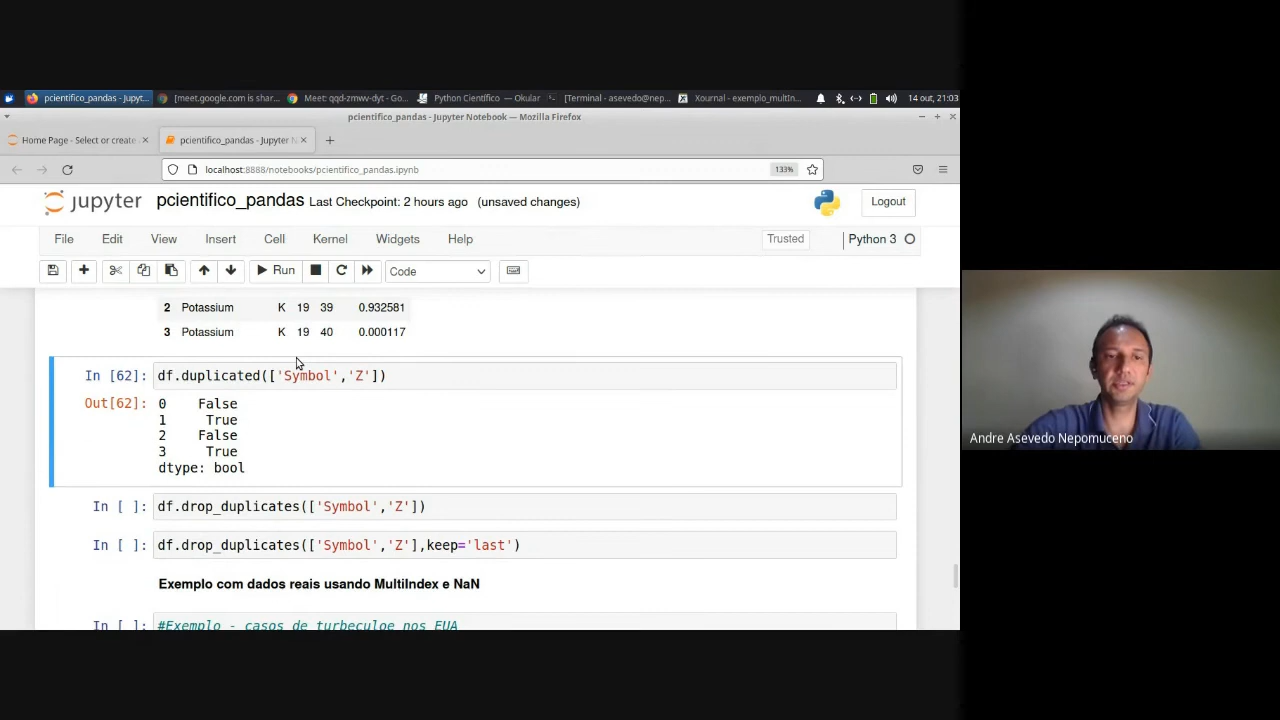 pcientifico_pandas - Jupyt...
[meet.google.com is shar...
Meet: qqd-zmwv-dyt - Go...
Python Científico — Okular
[Terminal - asevedo@nep...
Xournal - exemplo_multIn...
14 out, 21:03
pcientifico_pandas - Jupyter Notebook — Mozilla Firefox
Home Page - Select or create
pcientifico_pandas - Jupyter N
localhost:8888/notebooks/pcientifico_pandas.ipynb
133%
jupyter pcientifico_pandas Last Checkpoint: 2 hours ago (unsaved changes)
Logout
File Edit View Insert Cell Kernel Widgets Help
Trusted
Python 3
Run
Code
2 Potassium K 19 39 0.932581
3 Potassium K 19 40 0.000117
In [62]: df.duplicated(['Symbol','Z'])
Out[62]: 0 False
1 True
2 False
3 True
dtype: bool
In [ ]: df.drop_duplicates(['Symbol','Z'])
In [ ]: df.drop_duplicates(['Symbol','Z'],keep='last')
Exemplo com dados reais usando MultiIndex e NaN
In [ ]: #Exemplo - casos de turbeculoe nos EUA
Andre Asevedo Nepomuceno